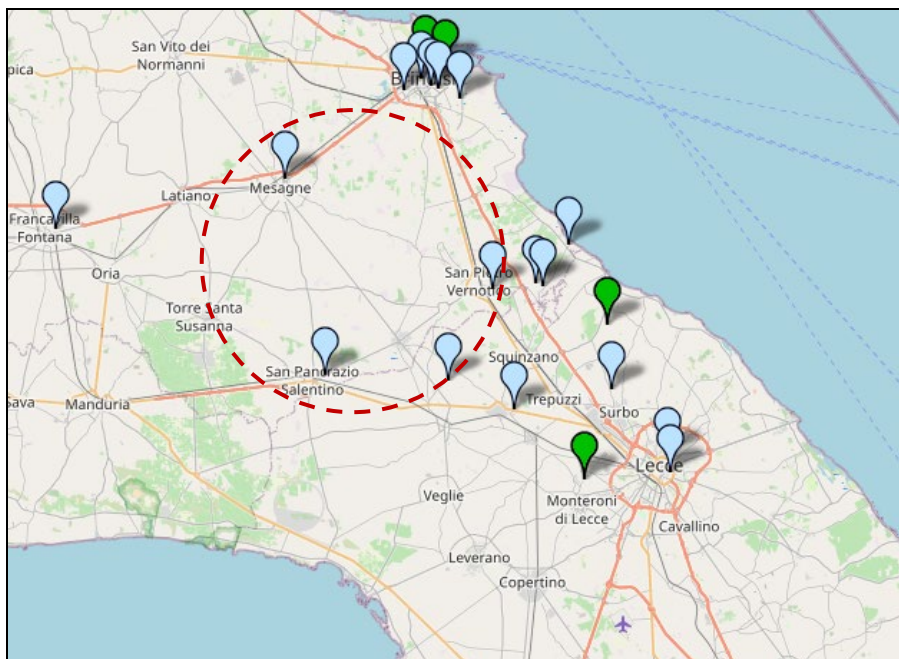 San Vito dei
Normanni
Mesagne
Latiano
Francavilla
Fontana
Oria
San Pietro
Vernotico
Torre Santa
Susanna
Squinzano
San Pancrazio
Salentino
Trepuzzi
Manduria
Surbo
Lecce
Veglie
Monteroni
di Lecce
Cavallino
Leverano
Copertino